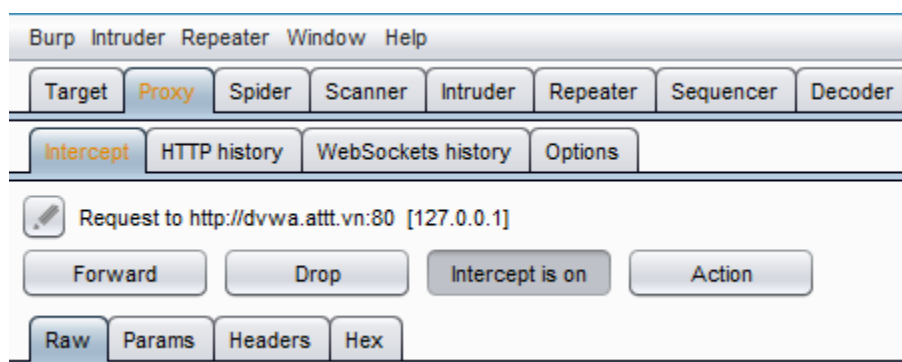 Burp Intruder Repeater Window Help
Target Proxy Spider Scanner Intruder Repeater Sequencer Decoder
Intercept HTTP history WebSockets history Options
Request to http://dvwa.attt.vn:80 [127.0.0.1]
Forward Drop Intercept is on Action
Raw Params Headers Hex